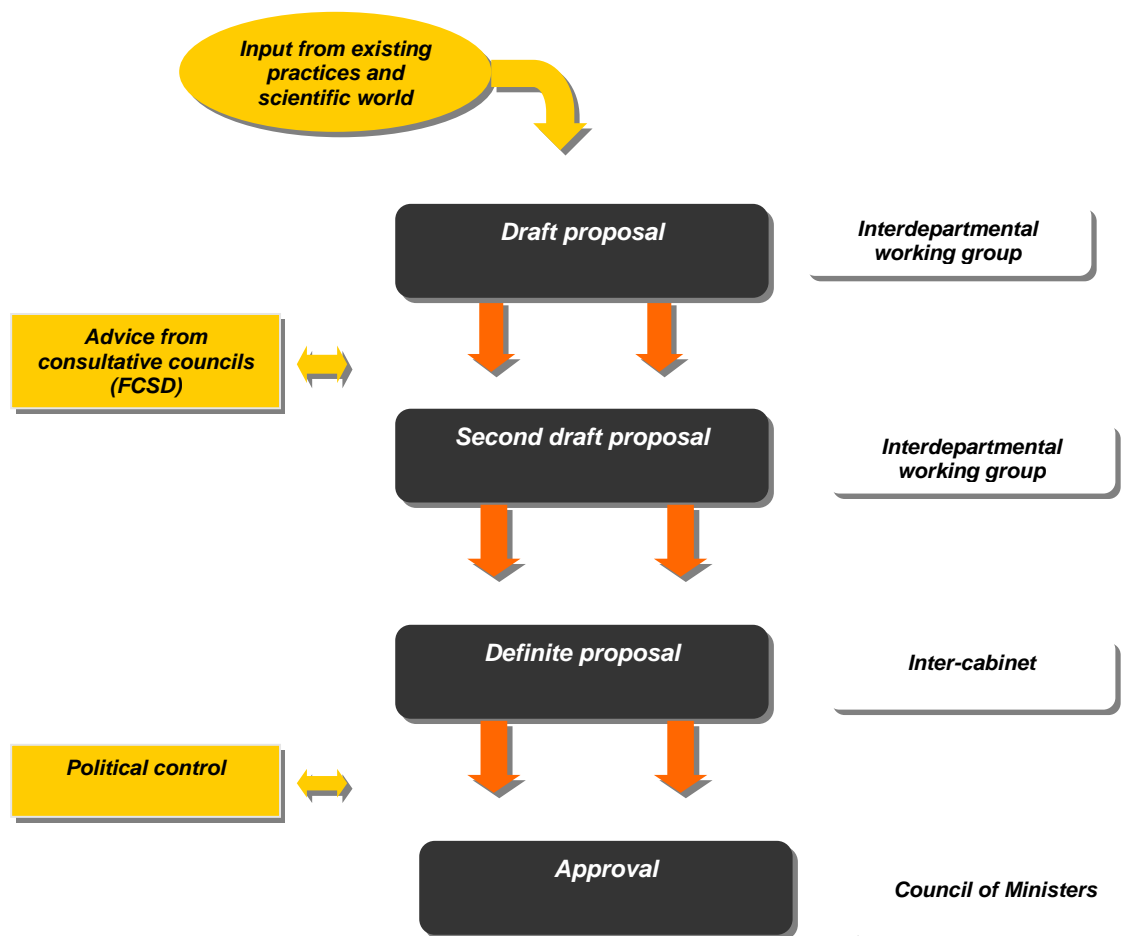 Input from existing
practices and
scientific world
Draft proposal
Interdepartmental
working group
Advice from
consultative councils
(FCSD)
Second draft proposal
Interdepartmental
working group
Definite proposal
Inter-cabinet
Political control
Approval
Council of Ministers